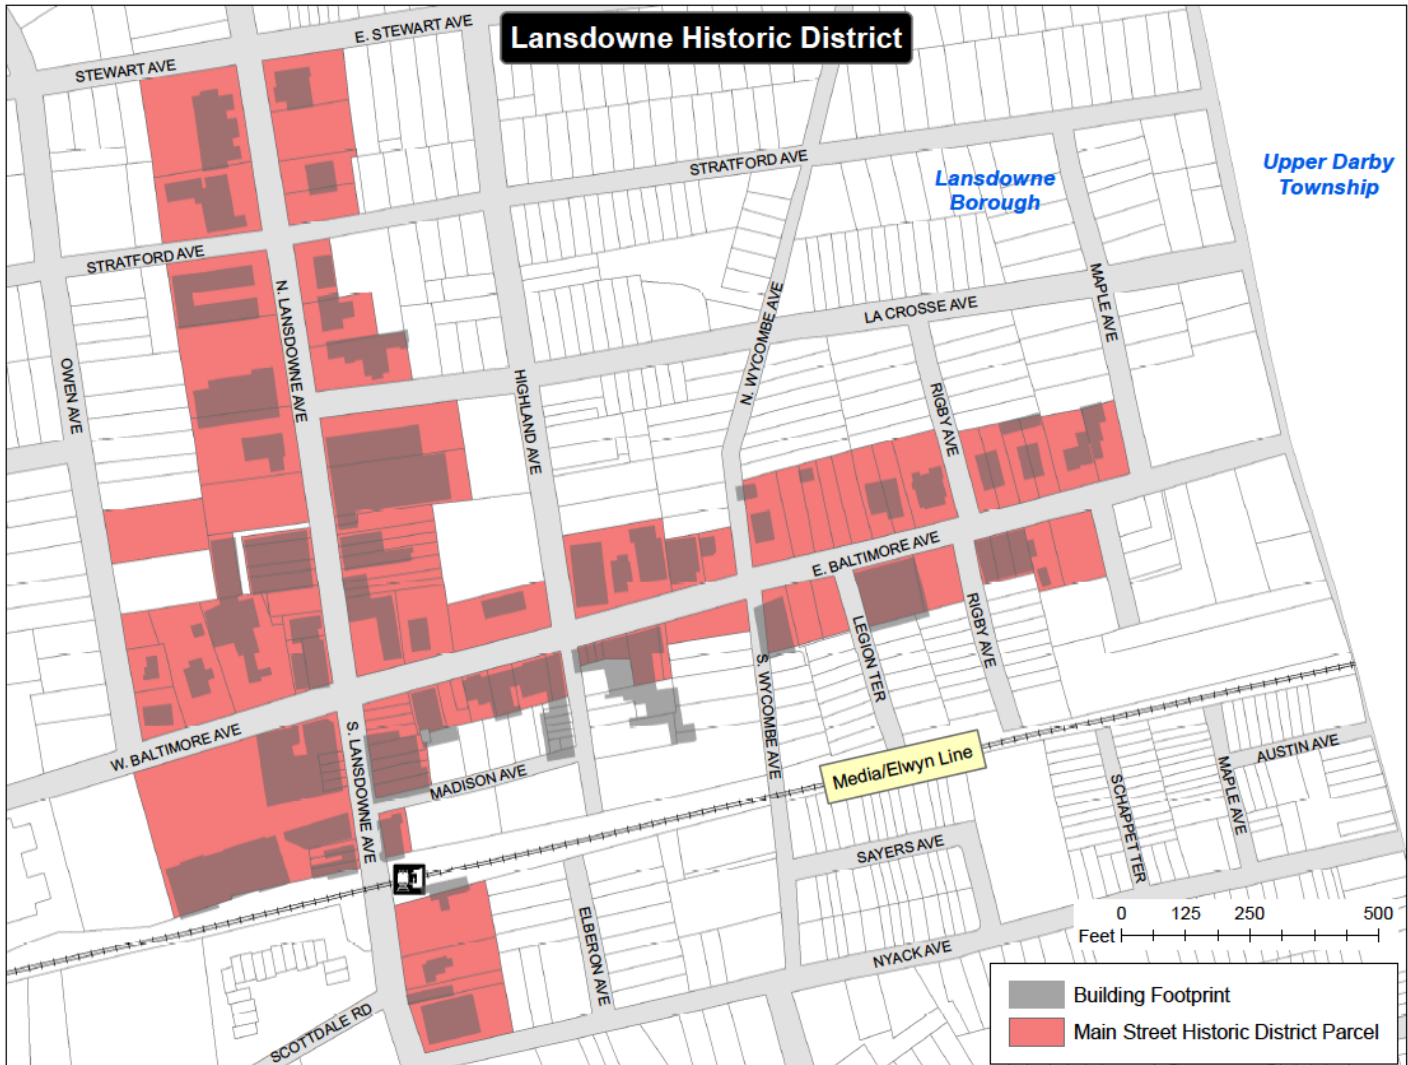 Lansdowne Historic District
E. STEWART AVE
STEWART AVE
STRATFORD AVE
Lansdowne
Borough
Upper Darby
Township
STRATFORD AVE
N. LANSDOWNE AVE
OWEN AVE
HIGHLAND AVE
N. WYCOMBE AVE
LA CROSSE AVE
MAPLE AVE
RIGBY AVE
E. BALTIMORE AVE
LEGION TER
RIGBY AVE
S. WYCOMBE AVE
W. BALTIMORE AVE
S. LANSDOWNE AVE
MADISON AVE
Media/Elwyn Line
AUSTIN AVE
MAPLE AVE
SCHAPPET TER
SAYERS AVE
NYACK AVE
ELBERON AVE
SCOTTDALE RD
0 125 250 500
Feet
Building Footprint
Main Street Historic District Parcel